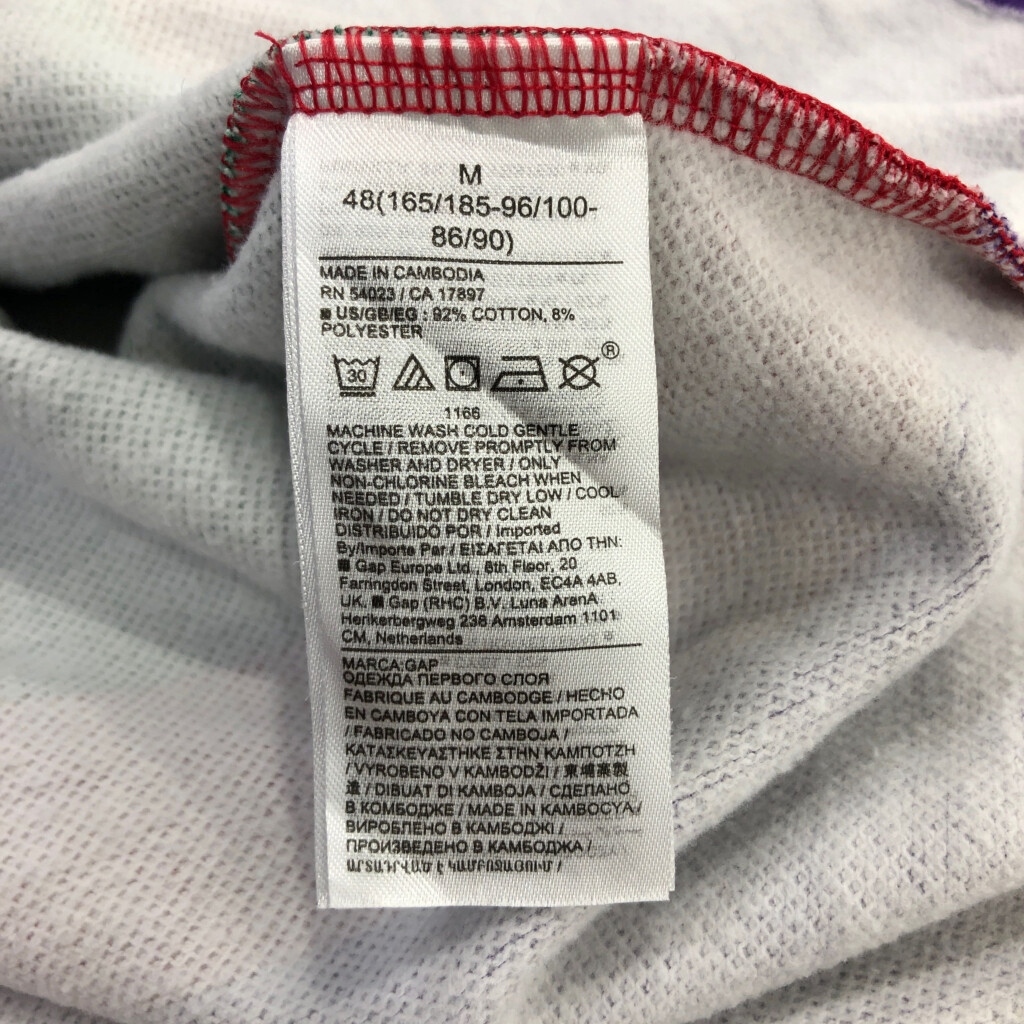 M
48(165/185-96/100-
86/90)
MADE IN CAMBODIA
RN 54023 / CA 17897
■ US/GB/EG : 92% COTTON, 8%
POLYESTER
30
®
1166
MACHINE WASH COLD GENTLE
CYCLE / REMOVE PROMPTLY FROM
WASHER AND DRYER / ONLY
NON-CHLORINE BLEACH WHEN
NEEDED / TUMBLE DRY LOW / COOL
IRON / DO NOT DRY CLEAN
DISTRIBUIDO POR / Imported
By/Importe Par / ΕΙΣΑΓΕΤΑΙ ΑΠΟ ΤΗΝ:
■ Gap Europe Ltd., 8th Floor, 20
Farringdon Street, London, EC4A 4AB,
UK. ■ Gap (RHC) B.V. Luna ArenA
Herikerbergweg 238 Amsterdam 1101
CM, Netherlands
MARCA:GAP
ОДЕЖДА ПЕРВОГО СЛОЯ
FABRIQUE AU CAMBODGE / HECHO
EN CAMBOYA CON TELA IMPORTADA
/ FABRICADO NO CAMBOJA /
ΚΑΤΑΣΚΕΥΑΣΤΗΚΕ ΣΤΗΝ ΚΑΜΠΟΤΖΗ
/ VYROBENO V KAMBODŽI / 柬埔寨製
造 / DIBUAT DI KAMBOJA / СДЕЛАНО
В КОМБОДЖЕ / MADE IN KAMBOCYA /
ВИРОБЛЕНО В КАМБОДЖІ /
ПРОИЗВЕДЕНО В КАМБОДЖА /
ԱՐՏԱԴՐՎԱԾ Է ԿԱՄԲՈՋԱՅՈՒՄ /